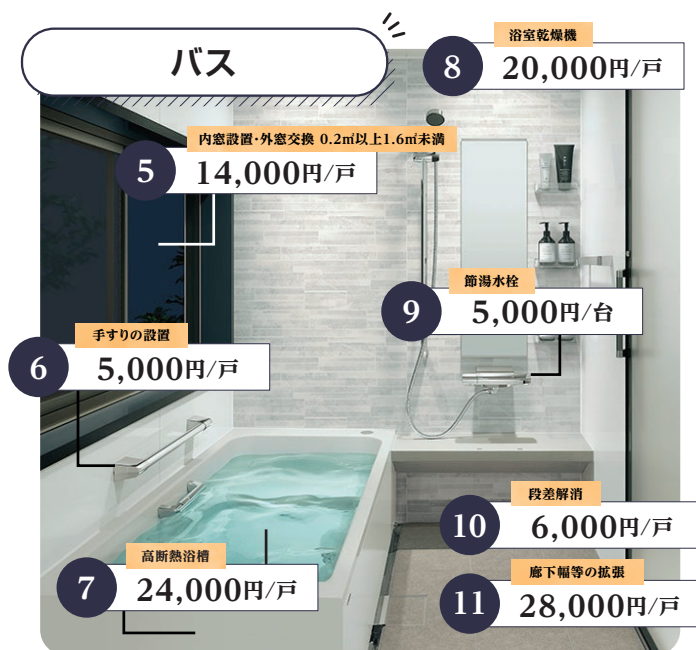 バス
8
浴室乾燥機
20,000円/戸
5
内窓設置・外窓交換 0.2㎡以上1.6㎡未満
14,000円/戸
9
節湯水栓
5,000円/台
6
手すりの設置
5,000円/戸
10
段差解消
6,000円/戸
7
高断熱浴槽
24,000円/戸
11
廊下幅等の拡張
28,000円/戸